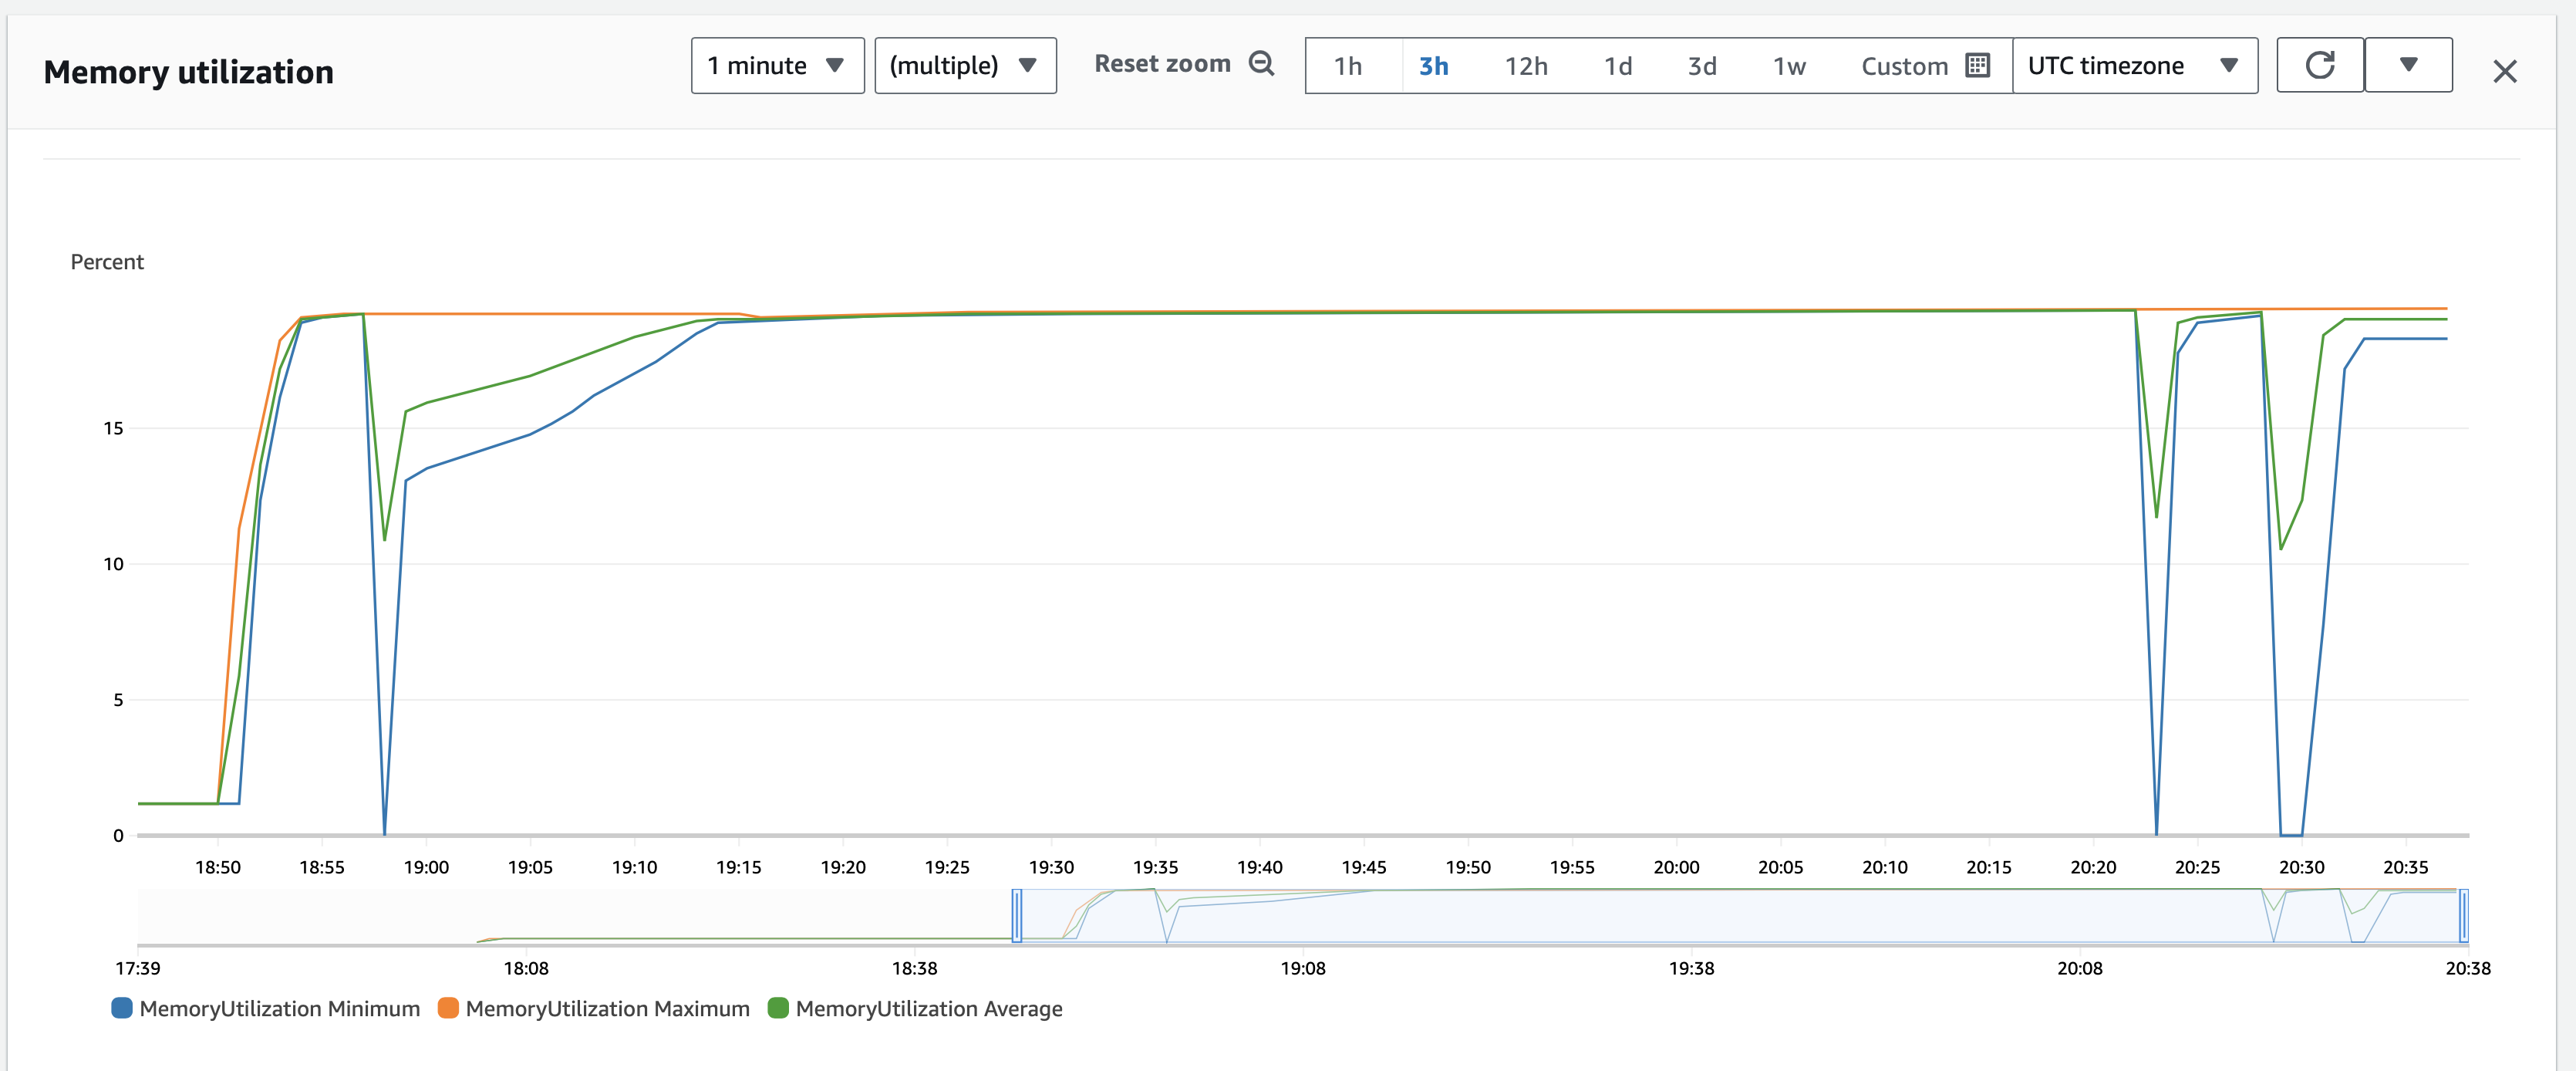 Memory utilization 1 minute (multiple) Reset zoom 1h 3h 12h 1d 3d 1w Custom UTC timezone
Percent
15
10
5
0
18:50 18:55 19:00 19:05 19:10 19:15 19:20 19:25 19:30 19:35 19:40 19:45 19:50 19:55 20:00 20:05 20:10 20:15 20:20 20:25 20:30 20:35
17:39 18:08 18:38 19:08 19:38 20:08 20:38
MemoryUtilization Minimum MemoryUtilization Maximum MemoryUtilization Average